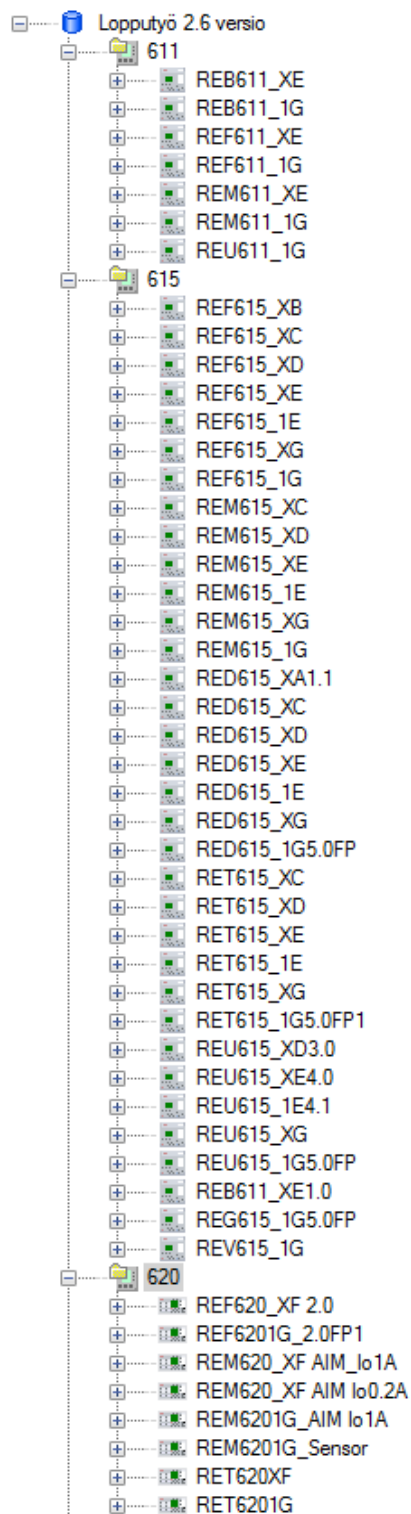 Lopputyö 2.6 versio
611
REB611_XE
REB611_1G
REF611_XE
REF611_1G
REM611_XE
REM611_1G
REU611_1G
615
REF615_XB
REF615_XC
REF615_XD
REF615_XE
REF615_1E
REF615_XG
REF615_1G
REM615_XC
REM615_XD
REM615_XE
REM615_1E
REM615_XG
REM615_1G
RED615_XA1.1
RED615_XC
RED615_XD
RED615_XE
RED615_1E
RED615_XG
RED615_1G5.0FP
RET615_XC
RET615_XD
RET615_XE
RET615_1E
RET615_XG
RET615_1G5.0FP1
REU615_XD3.0
REU615_XE4.0
REU615_1E4.1
REU615_XG
REU615_1G5.0FP
REB611_XE1.0
REG615_1G5.0FP
REV615_1G
620
REF620_XF 2.0
REF6201G_2.0FP1
REM620_XF AIM_Io1A
REM620_XF AIM Io0.2A
REM6201G_AIM Io1A
REM6201G_Sensor
RET620XF
RET6201G